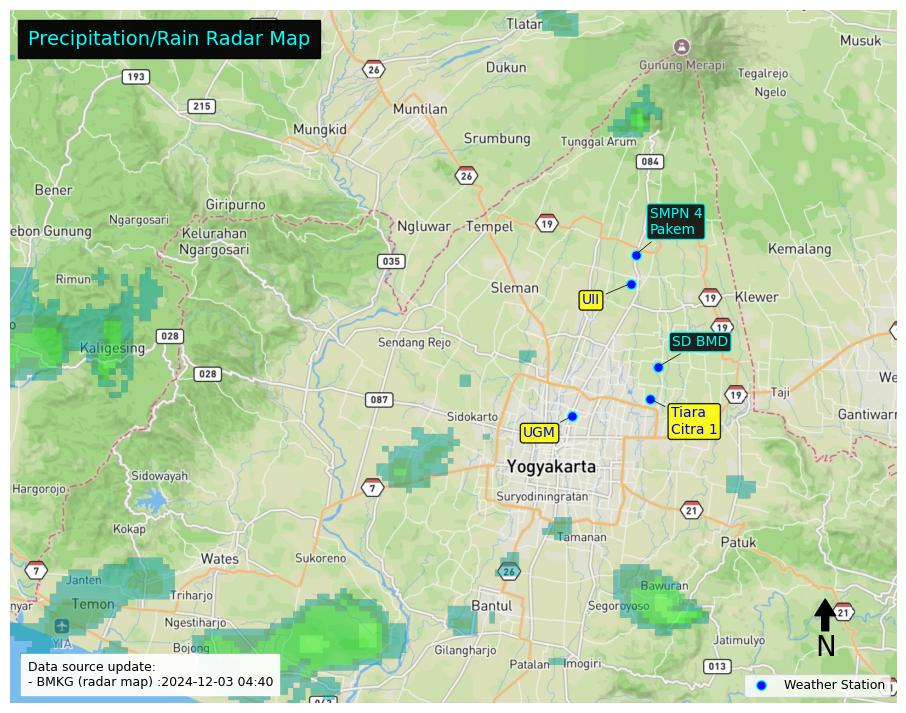 Precipitation/Rain Radar Map
Tlatar
Musuk
26
Dukun
Gunung Merapi
193
Tegalrejo
Ngelo
215
Muntilan
Mungkid
Srumbung
Tunggal Arum
084
26
Bener
Giripurno
SMPN 4
Pakem
Ngargosari
ebon Gunung
Kelurahan
Ngargosari
Ngluwar
Tempel
19
Kemalang
035
Rimun
Sleman
UII
19
Klewer
19
Kaligesing
028
Sendang Rejo
SD BMD
028
We
087
19
Taji
Sidokarto
Tiara
Citra 1
Gantiwarn
UGM
Yogyakarta
Sidowayah
Hargorojo
7
Suryodiningratan
21
Kokap
Tamanan
Patuk
Wates
Sukoreno
7
Janten
26
Bawuran
nyar
Temon
Triharjo
Bantul
Segoroyoso
21
YIA
Ngestiharjo
Bojong
Gilangharjo
Jatimulyo
N
Patalan
Imogiri
013
Data source update:
- BMKG (radar map) :2024-12-03 04:40
Weather Station